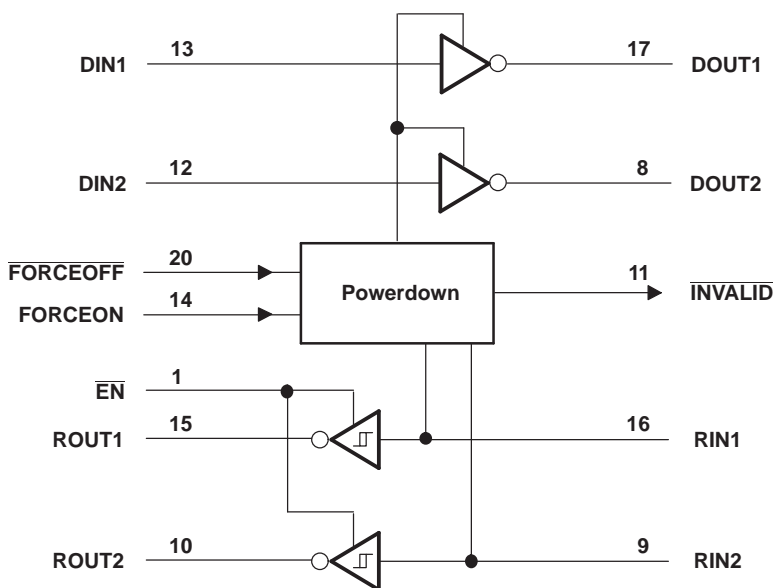 DIN1 13 17 DOUT1
DIN2 12 8 DOUT2
FORCEOFF 20
Powerdown
11 INVALID
FORCEON 14
EN 1
ROUT1 15 16 RIN1
ROUT2 10 9 RIN2